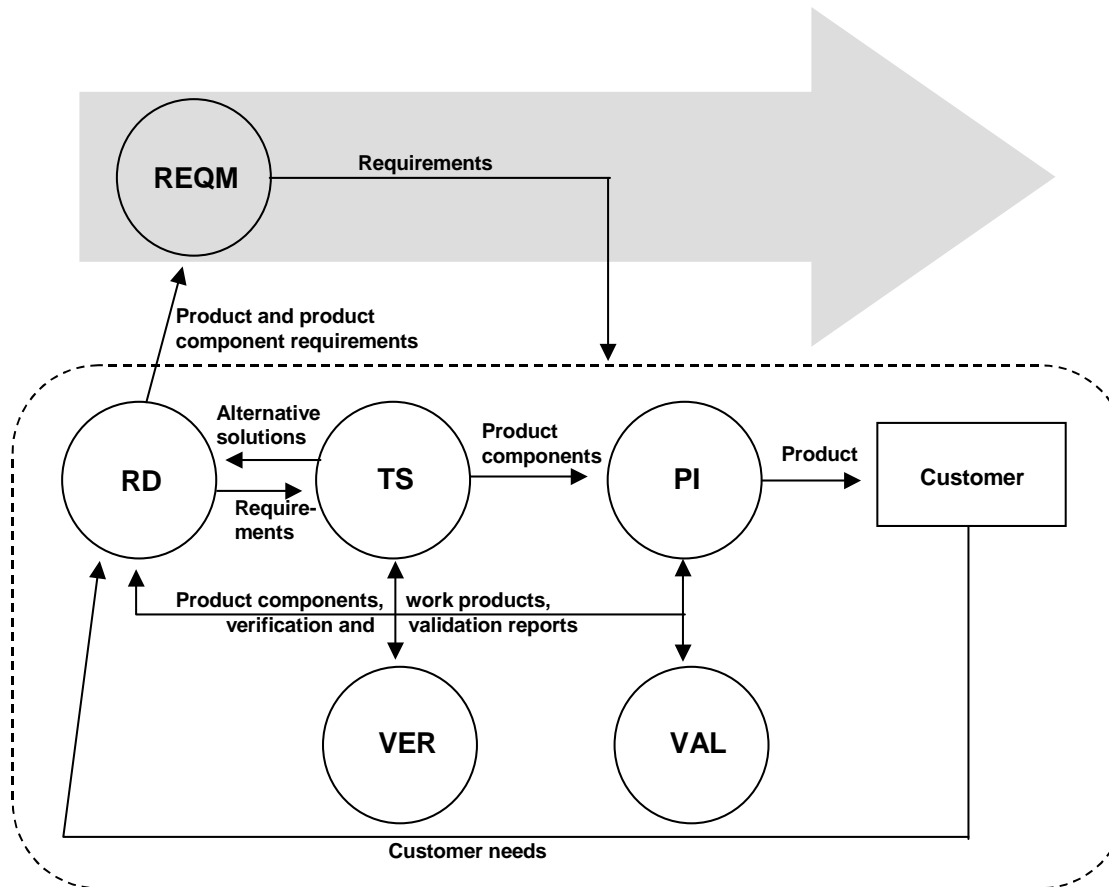 Requirements
REQM
Product and product
component requirements
Alternative
solutions
Product
components
Product
RD
TS
PI
Customer
Require-
ments
Product components,
work products,
verification and
validation reports
VER
VAL
Customer needs